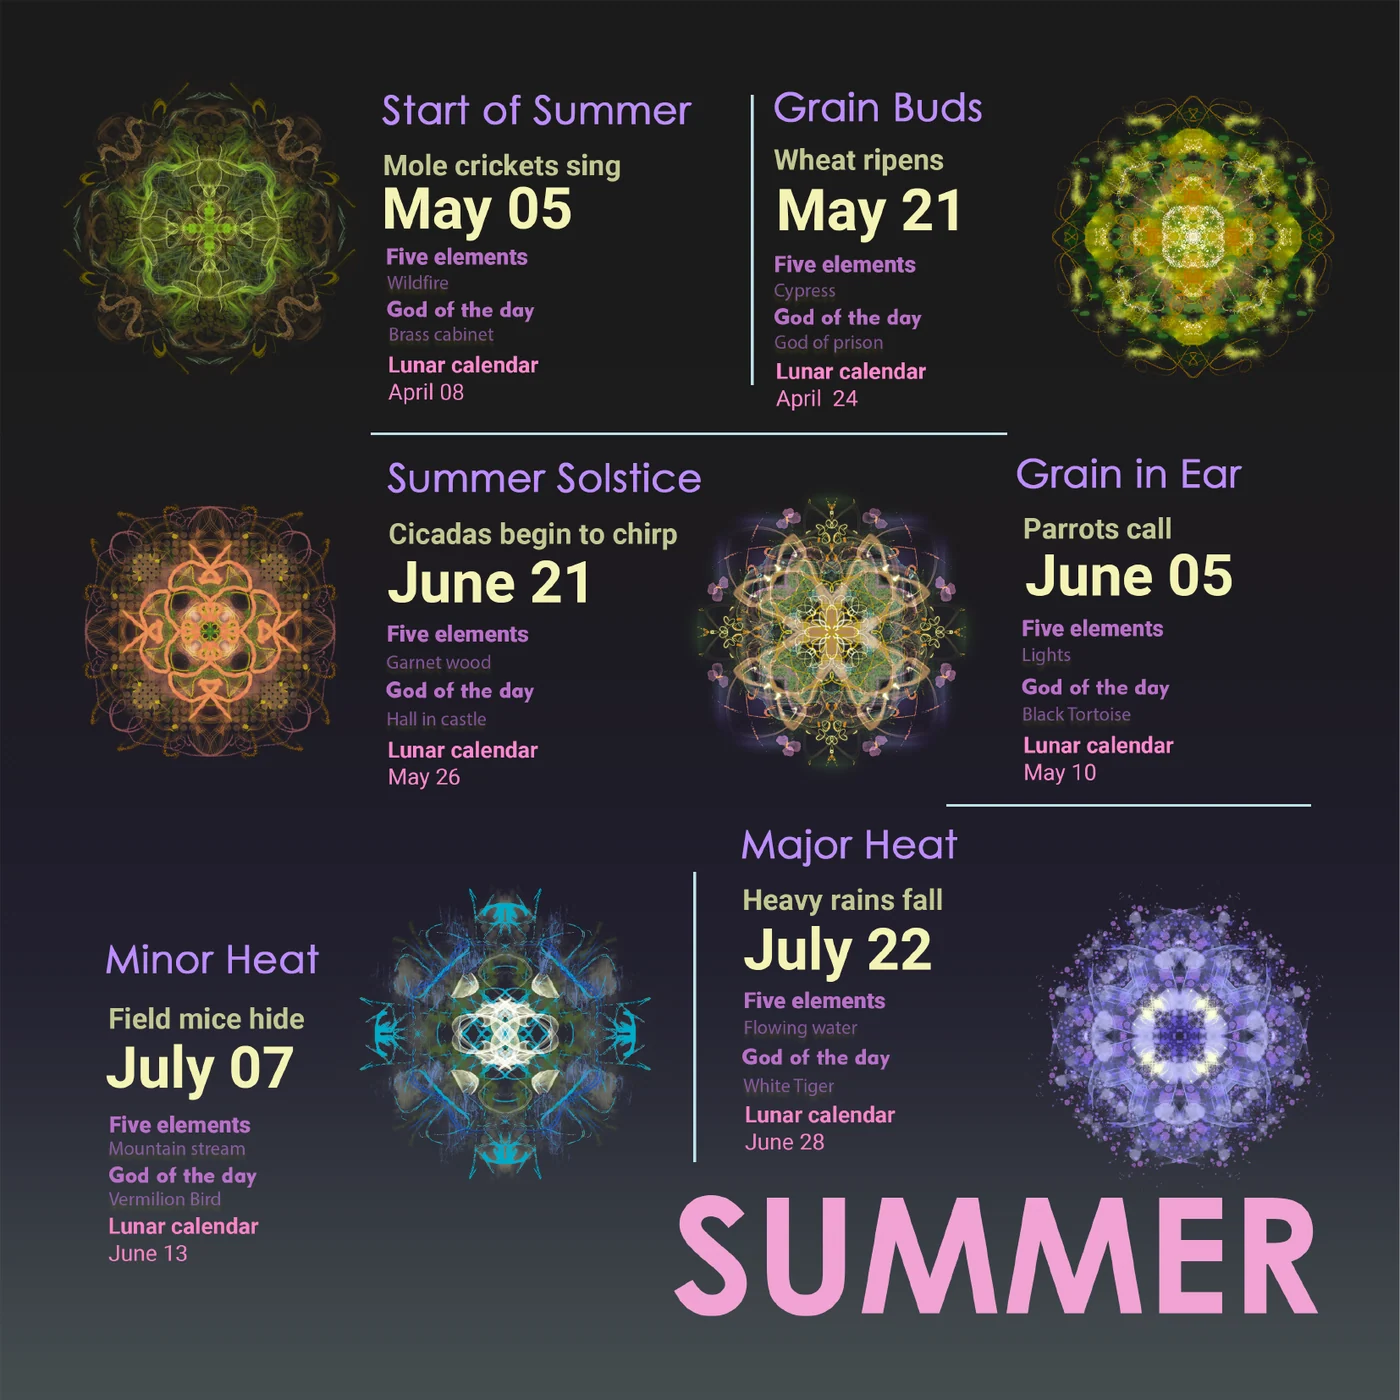 Start of Summer
Mole crickets sing
May 05
Five elements
Wildfire
God of the day
Brass cabinet
Lunar calendar
April 08
Grain Buds
Wheat ripens
May 21
Five elements
Cypress
God of the day
God of prison
Lunar calendar
April 24
Summer Solstice
Cicadas begin to chirp
June 21
Five elements
Garnet wood
God of the day
Hall in castle
Lunar calendar
May 26
Grain in Ear
Parrots call
June 05
Five elements
Lights
God of the day
Black Tortoise
Lunar calendar
May 10
Minor Heat
Field mice hide
July 07
Five elements
Mountain stream
God of the day
Vermilion Bird
Lunar calendar
June 13
Major Heat
Heavy rains fall
July 22
Five elements
Flowing water
God of the day
White Tiger
Lunar calendar
June 28
SUMMER